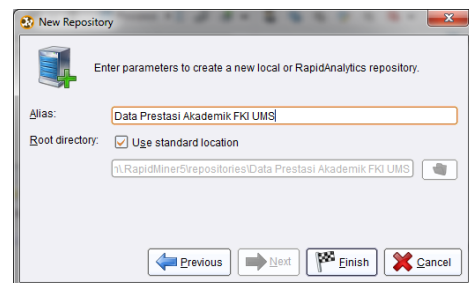 New Repository
Enter parameters to create a new local or RapidAnalytics repository.
Alias: Data Prestasi Akademik FKI UMS
Root directory: Use standard location
n\.RapidMiner5\repositories\Data Prestasi Akademik FKI UMS
Previous Next Finish Cancel